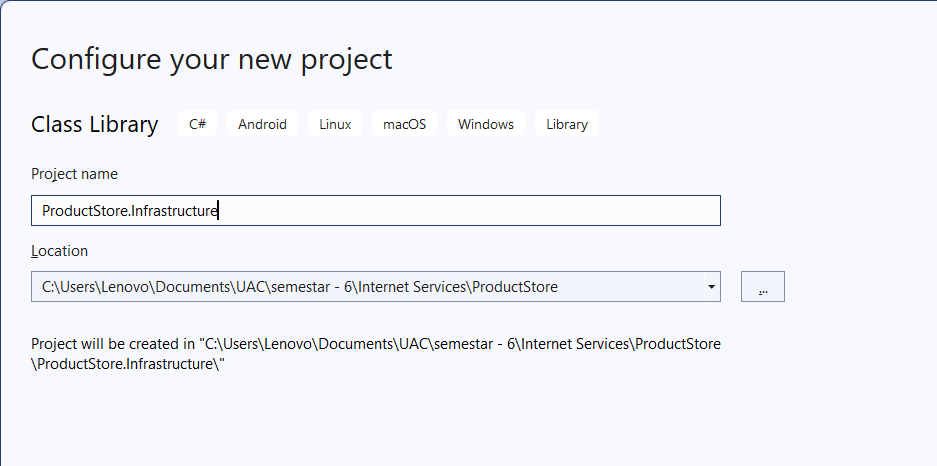 Configure your new project
Class Library C# Android Linux macOS Windows Library
Project name
ProductStore.Infrastructure
Location
C:\Users\Lenovo\Documents\UAC\semestar - 6\Internet Services\ProductStore ...
Project will be created in "C:\Users\Lenovo\Documents\UAC\semestar - 6\Internet Services\ProductStore
\ProductStore.Infrastructure\"